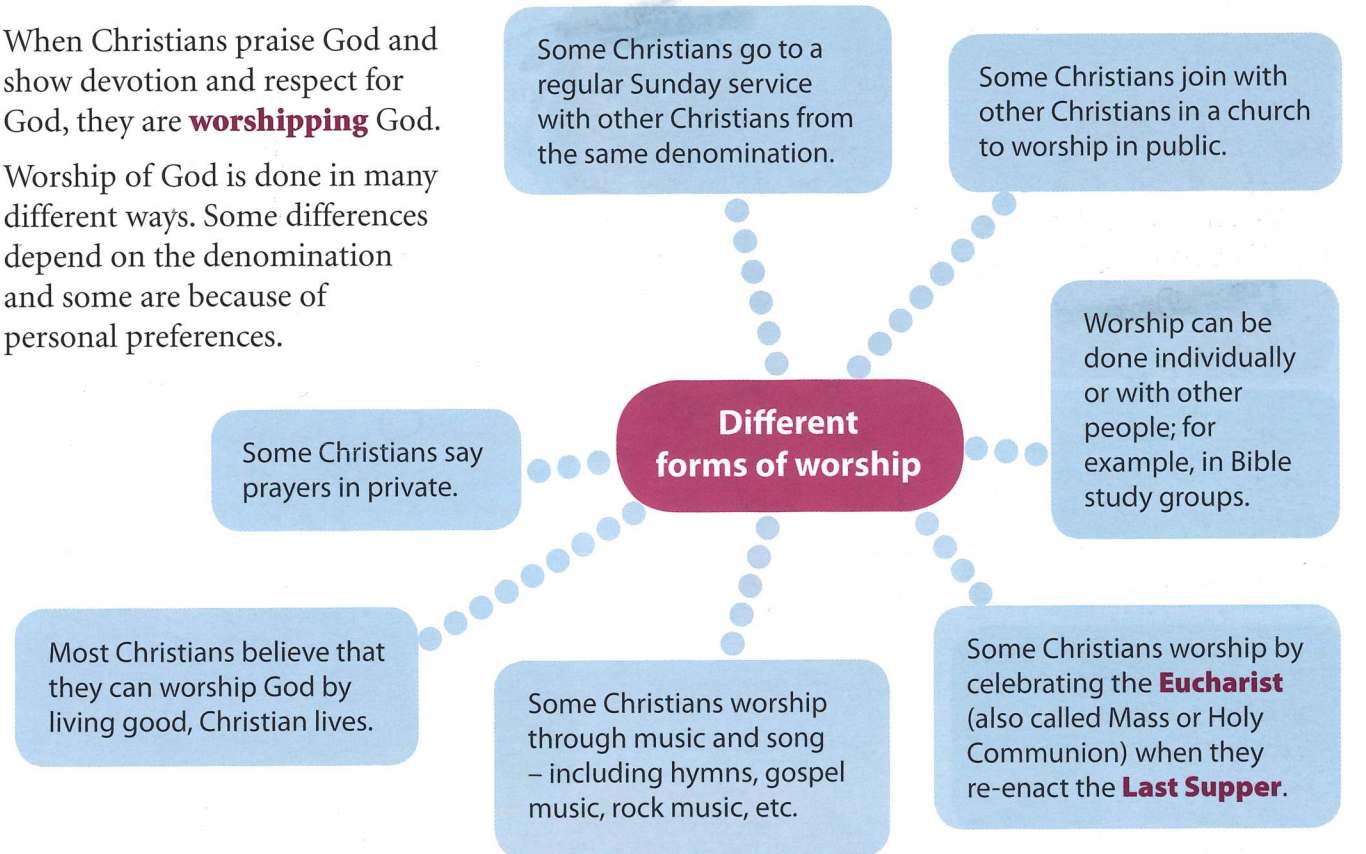 When Christians praise God and
show devotion and respect for
God, they are worshipping God.
Worship of God is done in many
different ways. Some differences
depend on the denomination
and some are because of
personal preferences.
Some Christians go to a
regular Sunday service
with other Christians from
the same denomination.
Some Christians join with
other Christians in a church
to worship in public.
Different
forms of worship
Worship can be
done individually
or with other
people; for
example, in Bible
study groups.
Some Christians say
prayers in private.
Most Christians believe that
they can worship God by
living good, Christian lives.
Some Christians worship
through music and song
– including hymns, gospel
music, rock music, etc.
Some Christians worship by
celebrating the Eucharist
(also called Mass or Holy
Communion) when they
re-enact the Last Supper.